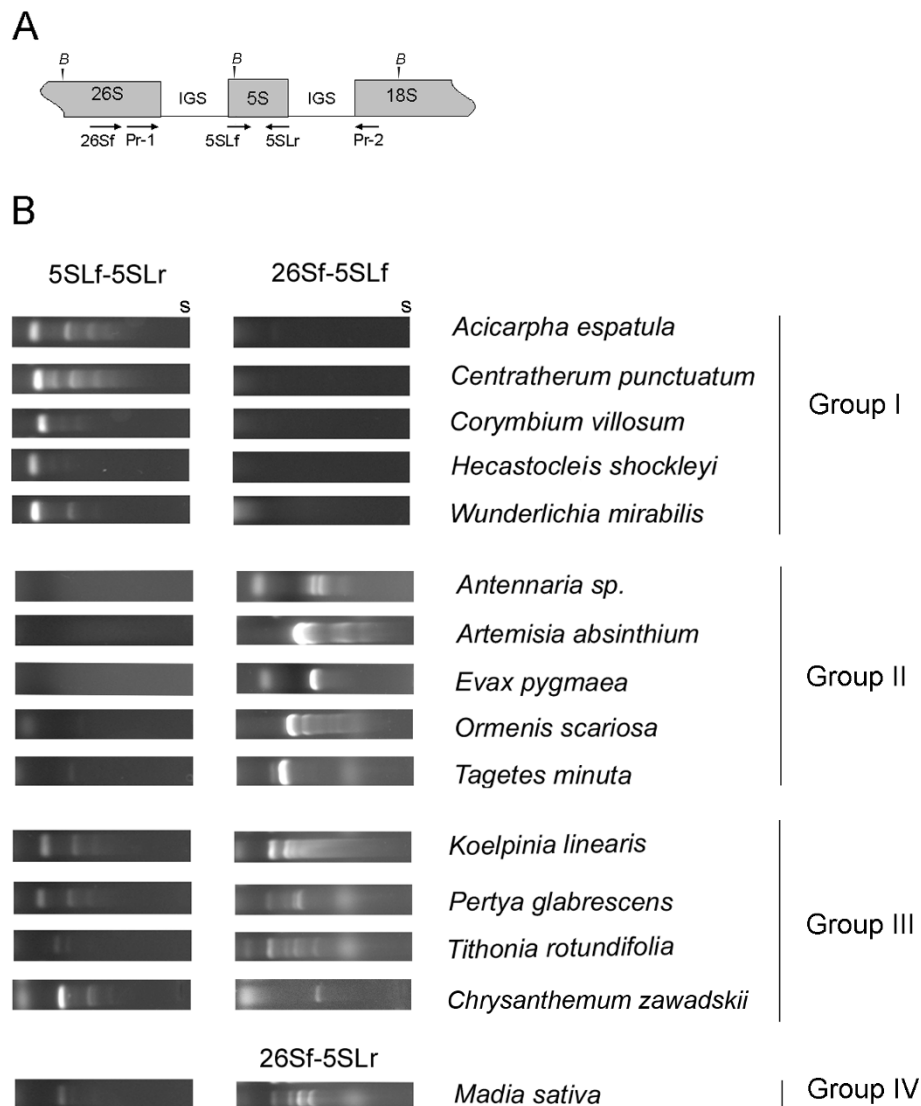 A
B B B
26S IGS 5S IGS 18S
26Sf Pr-1 5SLf 5SLr Pr-2
B
5SLf-5SLr 26Sf-5SLf
S S
Acicarpha espatula
Centratherum punctuatum
Corymbium villosum
Hecastocleis shockleyi
Wunderlichia mirabilis
Group I
Antennaria sp.
Artemisia absinthium
Evax pygmaea
Ormenis scariosa
Tagetes minuta
Group II
Koelpinia linearis
Pertya glabrescens
Tithonia rotundifolia
Chrysanthemum zawadskii
Group III
26Sf-5SLr
Madia sativa
Group IV